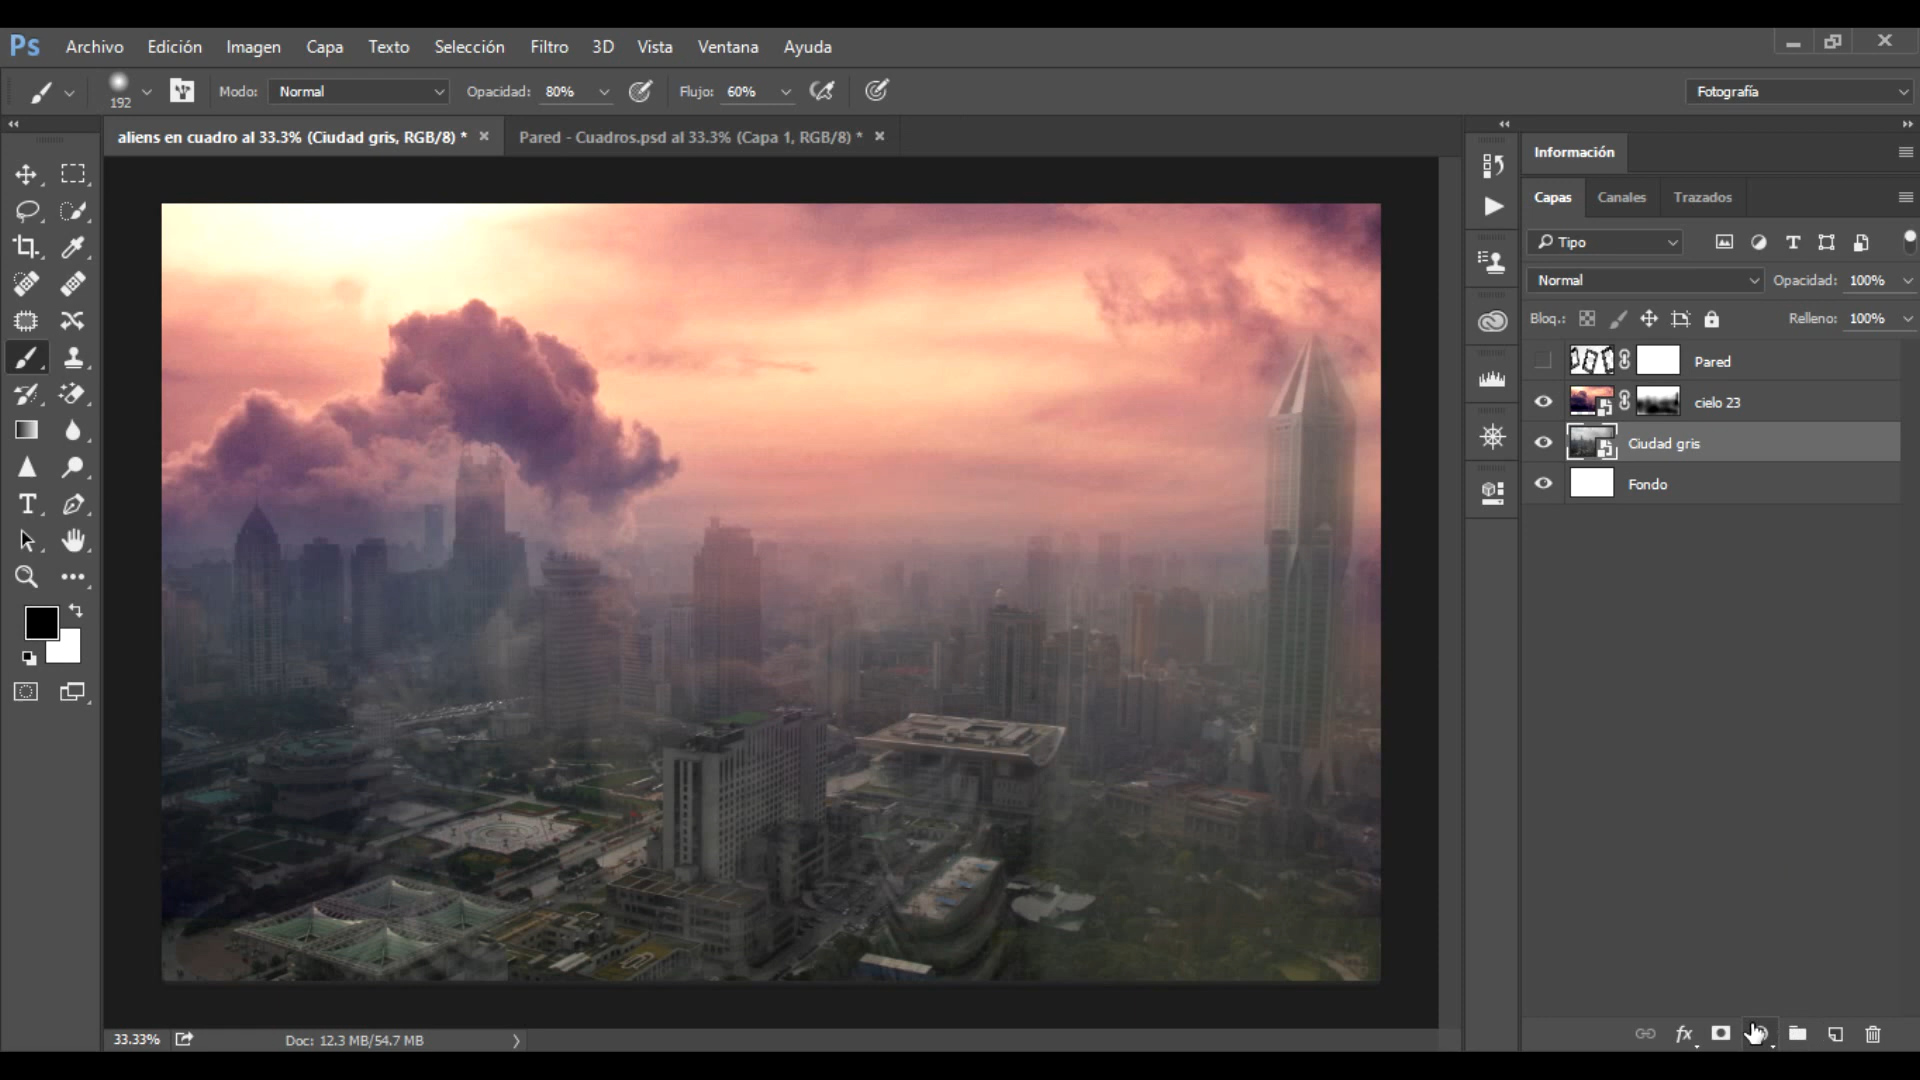 Ps Archivo Edición Imagen Capa Texto Selección Filtro 3D Vista Ventana Ayuda
192 Modo: Normal Opacidad: 80% Flujo: 60% Fotografía
aliens en cuadro al 33.3% (Ciudad gris, RGB/8) * Pared - Cuadros.psd al 33.3% (Capa 1, RGB/8) *
Información
Capas Canales Trazados
Tipo
Normal Opacidad: 100%
Bloq.: Relleno: 100%
Pared
cielo 23
Ciudad gris
Fondo
33.33% Doc: 12.3 MB/54.7 MB